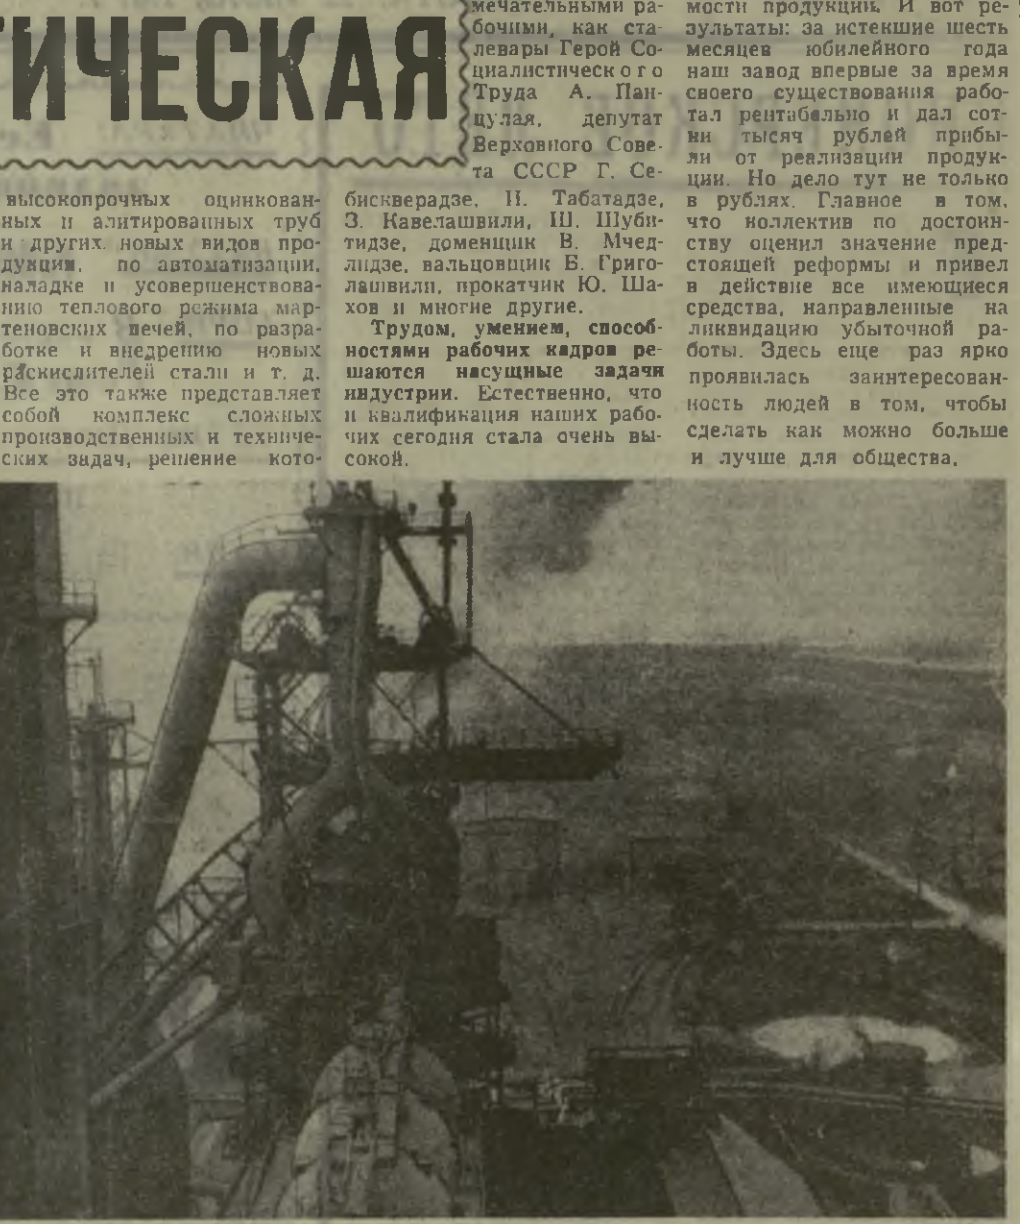 ИЧЕСКАЯ
высокопрочных оцинкован-
ных и алитированных труб
и других новых видов про-
дукции, по автоматизации,
наладке и усовершенствова-
нию теплового режима мар-
теновских печей, по разра-
ботке и внедрению новых
раскислителей стали и т. д.
Все это также представляет
собой комплекс сложных
производственных и техниче-
ских задач, решение кото-
мечательными ра-
бочими, как ста-
левары Герой Со-
циалистического
Труда А. Пан-
цулая, депутат
Верховного Сове-
та СССР Г. Се-
бискверадзе, Н. Табатадзе,
З. Кавелашвили, Ш. Шуби-
тидзе, доменщик В. Мчед-
лидзе, вальцовщик Б. Григо-
лашвили, прокатчик Ю. Ша-
хов и многие другие.
Трудом, умением, способ-
ностями рабочих кадров ре-
шаются насущные задачи
индустрии. Естественно, что
и квалификация наших рабо-
чих сегодня стала очень вы-
сокой.
мости продукции. И вот ре-
зультаты: за истекшие шесть
месяцев юбилейного года
наш завод впервые за время
своего существования рабо-
тал рентабельно и дал сот-
ни тысяч рублей прибы-
ли от реализации продук-
ции. Но дело тут не только
в рублях. Главное в том,
что коллектив по достоин-
ству оценил значение пред-
стоящей реформы и привел
в действие все имеющиеся
средства, направленные на
ликвидацию убыточной ра-
боты. Здесь еще раз ярко
проявилась заинтересован-
ность людей в том, чтобы
сделать как можно больше
и лучше для общества.